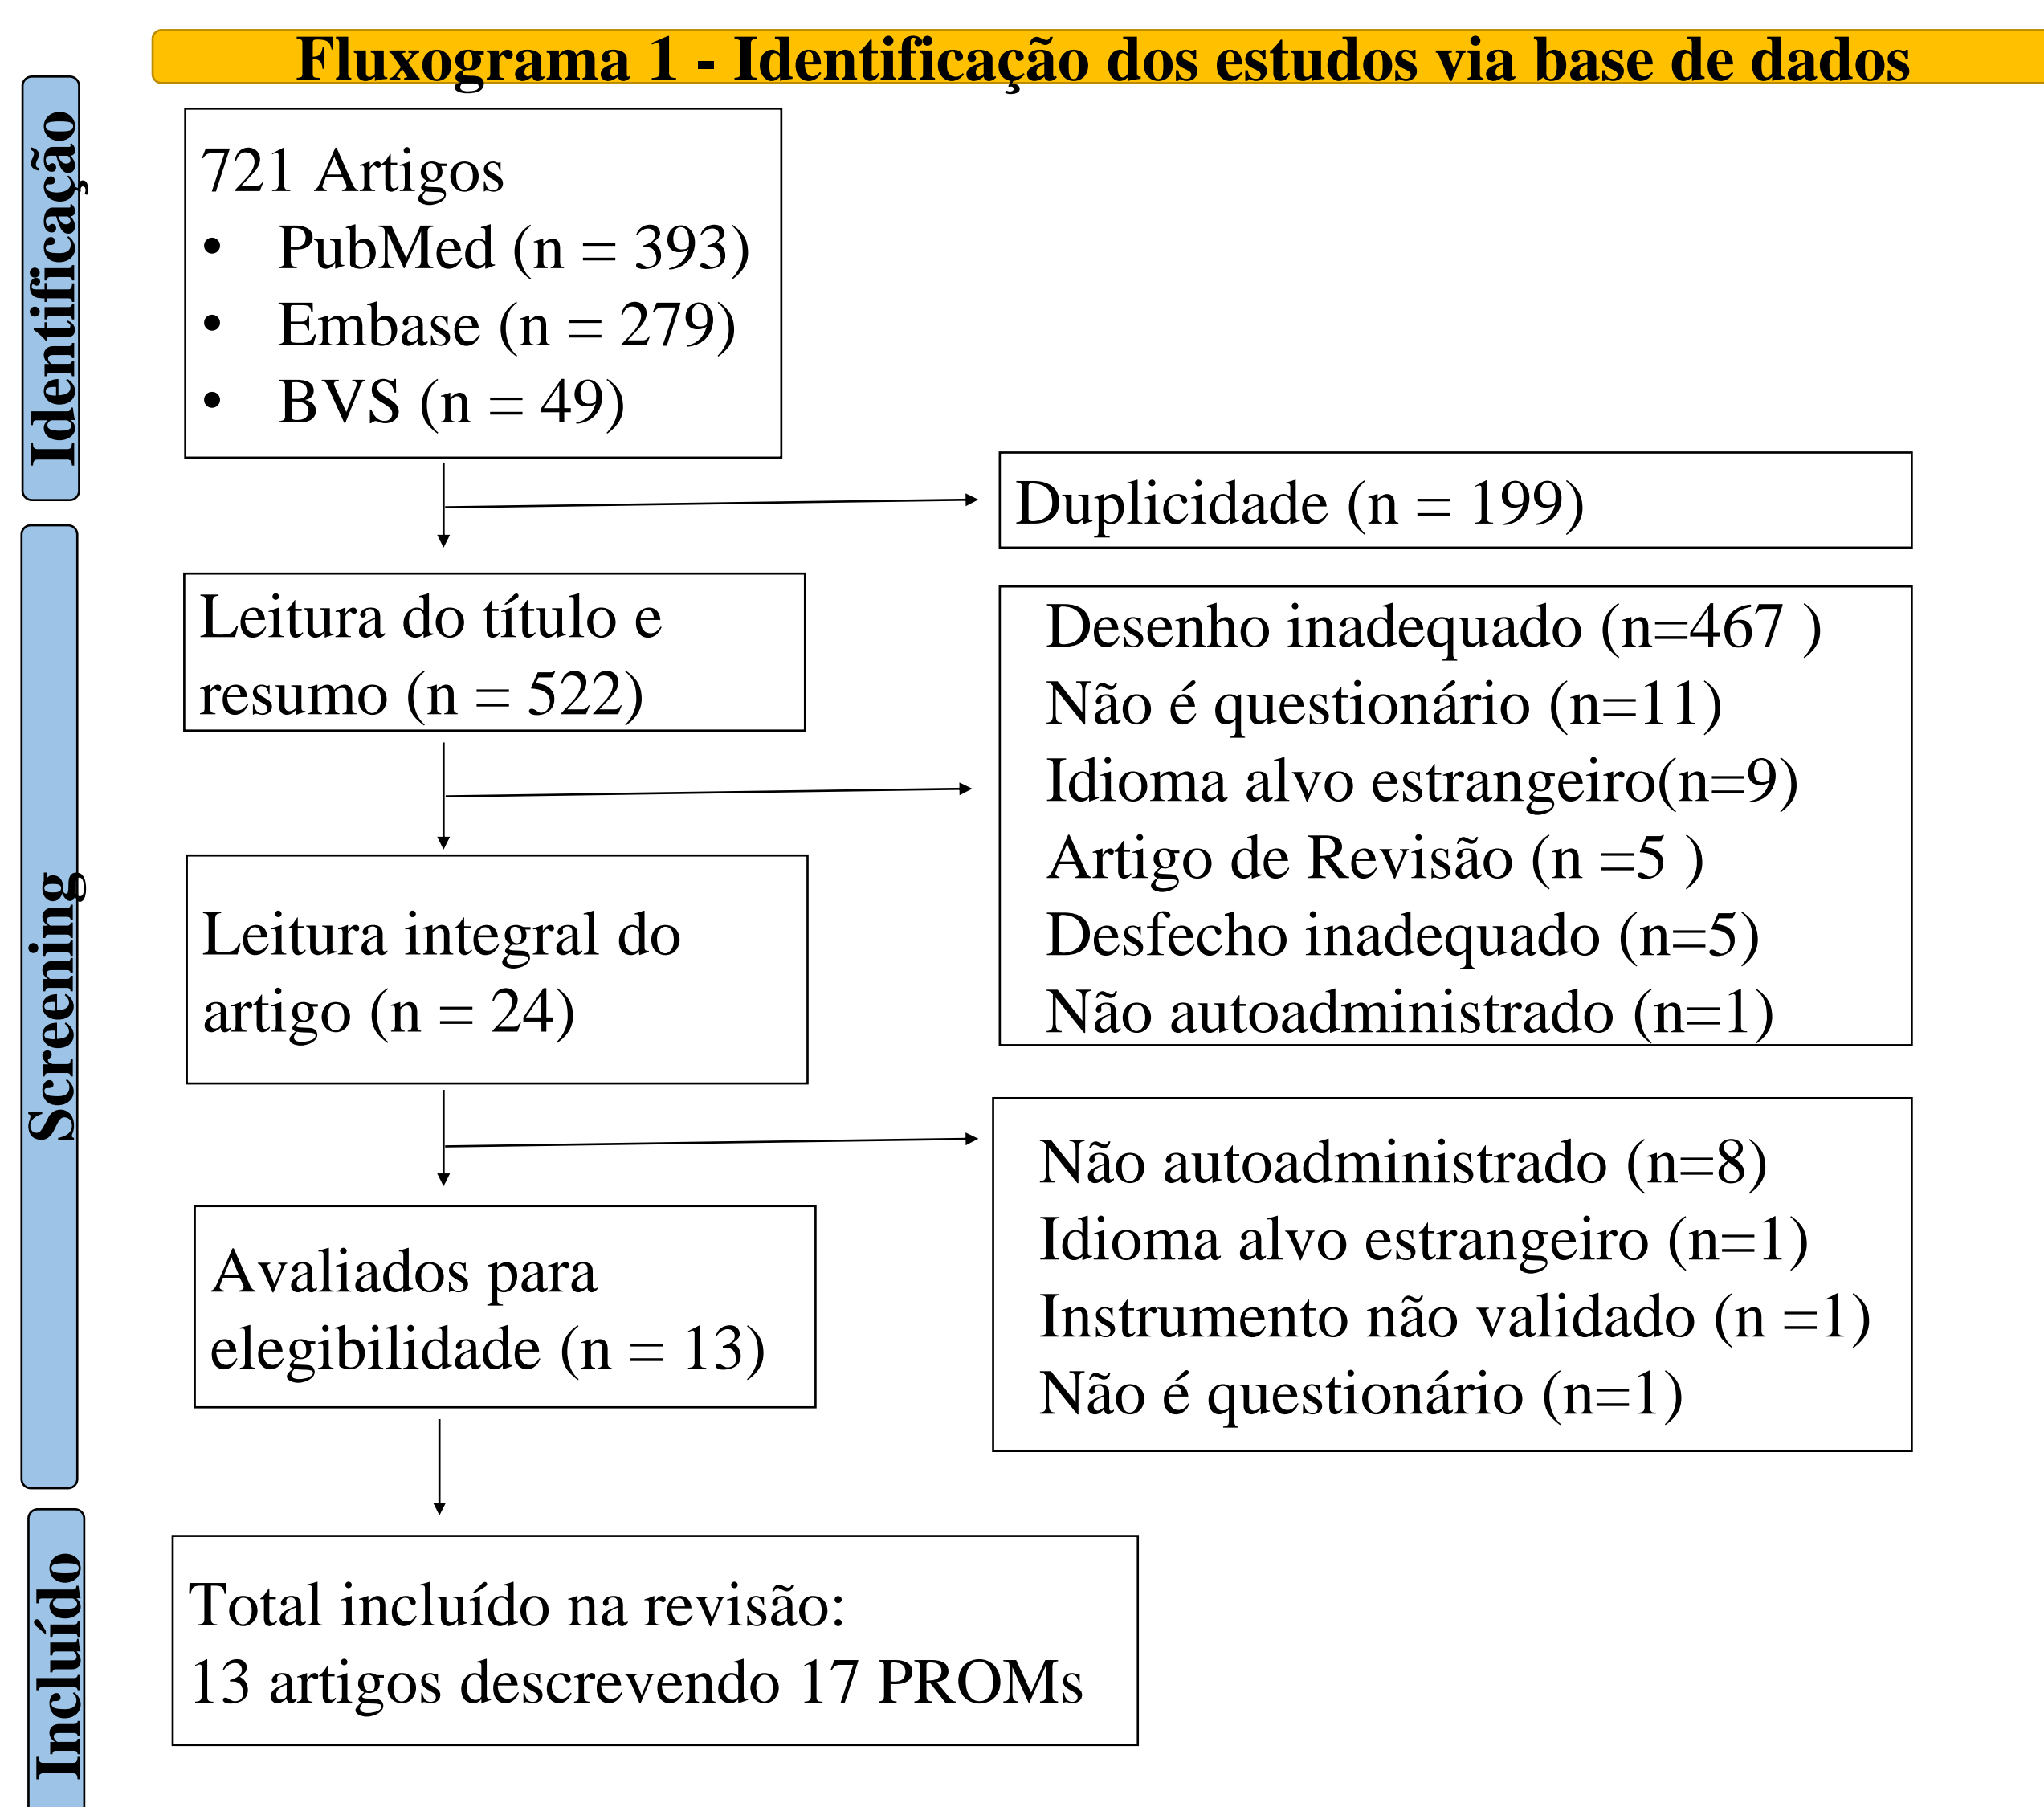 Fluxograma 1 - Identificação dos estudos via base de dados
Identificação
721 Artigos
• PubMed (n = 393)
• Embase (n = 279)
• BVS (n = 49)
Duplicidade (n = 199)
Screening
Leitura do título e
resumo (n = 522)
Desenho inadequado (n=467 )
Não é questionário (n=11)
Idioma alvo estrangeiro(n=9)
Artigo de Revisão (n =5 )
Desfecho inadequado (n=5)
Não autoadministrado (n=1)
Leitura integral do
artigo (n = 24)
Não autoadministrado (n=8)
Idioma alvo estrangeiro (n=1)
Instrumento não validado (n =1)
Não é questionário (n=1)
Avaliados para
elegibilidade (n = 13)
Incluído
Total incluído na revisão:
13 artigos descrevendo 17 PROMs